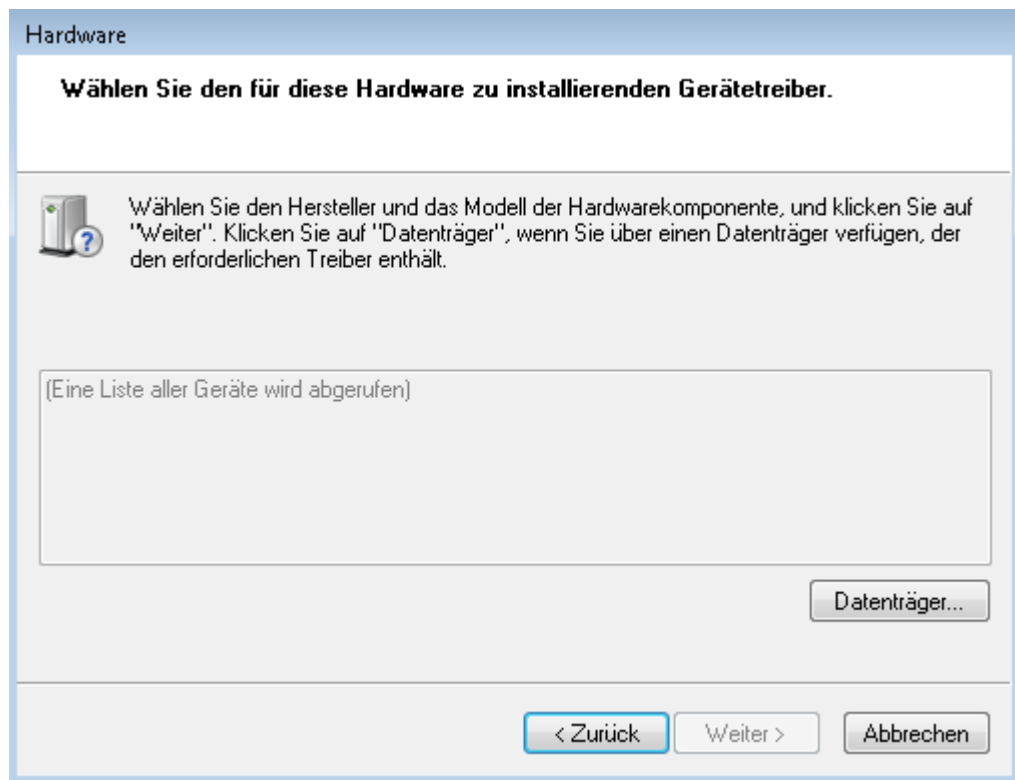 Hardware
Wählen Sie den für diese Hardware zu installierenden Gerätetreiber.
Wählen Sie den Hersteller und das Modell der Hardwarekomponente, und klicken Sie auf
"Weiter". Klicken Sie auf "Datenträger", wenn Sie über einen Datenträger verfügen, der
den erforderlichen Treiber enthält.
(Eine Liste aller Geräte wird abgerufen)
Datenträger...
< Zurück Weiter > Abbrechen